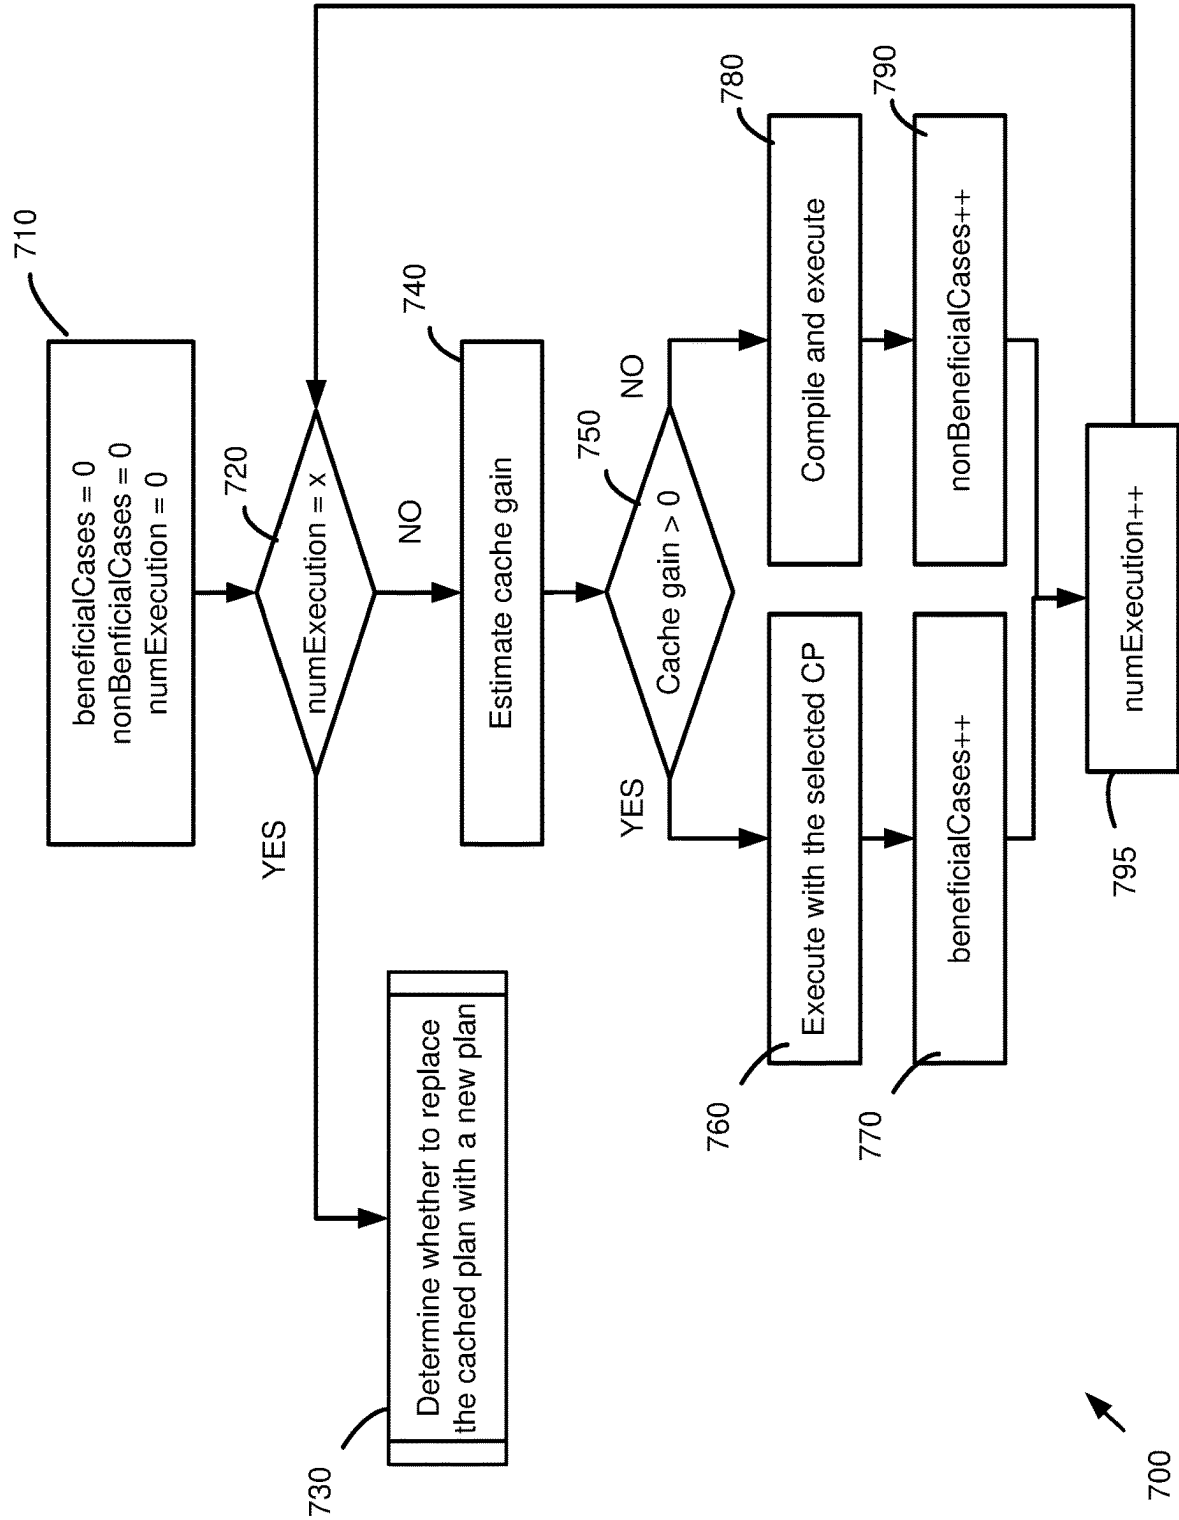 710
beneficialCases = 0
nonBenficialCases = 0
numExecution = 0
720
numExecution = x
YES
NO
730
Determine whether to replace
the cached plan with a new plan
740
Estimate cache gain
750
Cache gain > 0
YES
NO
760
Execute with the selected CP
780
Compile and execute
770
beneficialCases++
790
nonBeneficialCases++
795
numExecution++
700